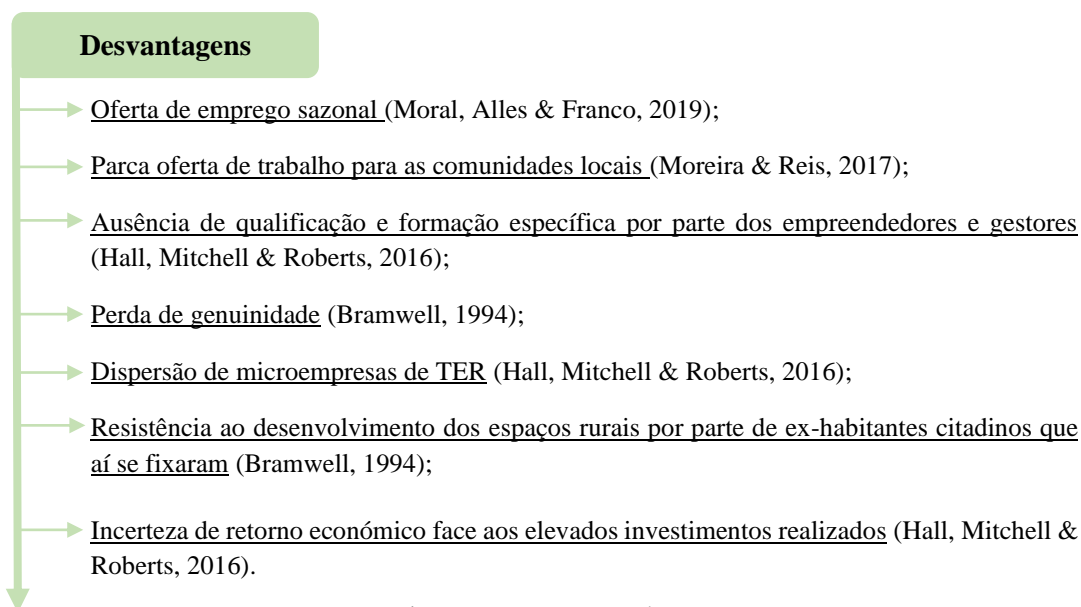 Desvantagens
Oferta de emprego sazonal (Moral, Alles & Franco, 2019);
Parca oferta de trabalho para as comunidades locais (Moreira & Reis, 2017);
Ausência de qualificação e formação específica por parte dos empreendedores e gestores
(Hall, Mitchell & Roberts, 2016);
Perda de genuinidade (Bramwell, 1994);
Dispersão de microempresas de TER (Hall, Mitchell & Roberts, 2016);
Resistência ao desenvolvimento dos espaços rurais por parte de ex-habitantes citadinos que
aí se fixaram (Bramwell, 1994);
Incerteza de retorno económico face aos elevados investimentos realizados (Hall, Mitchell &
Roberts, 2016).